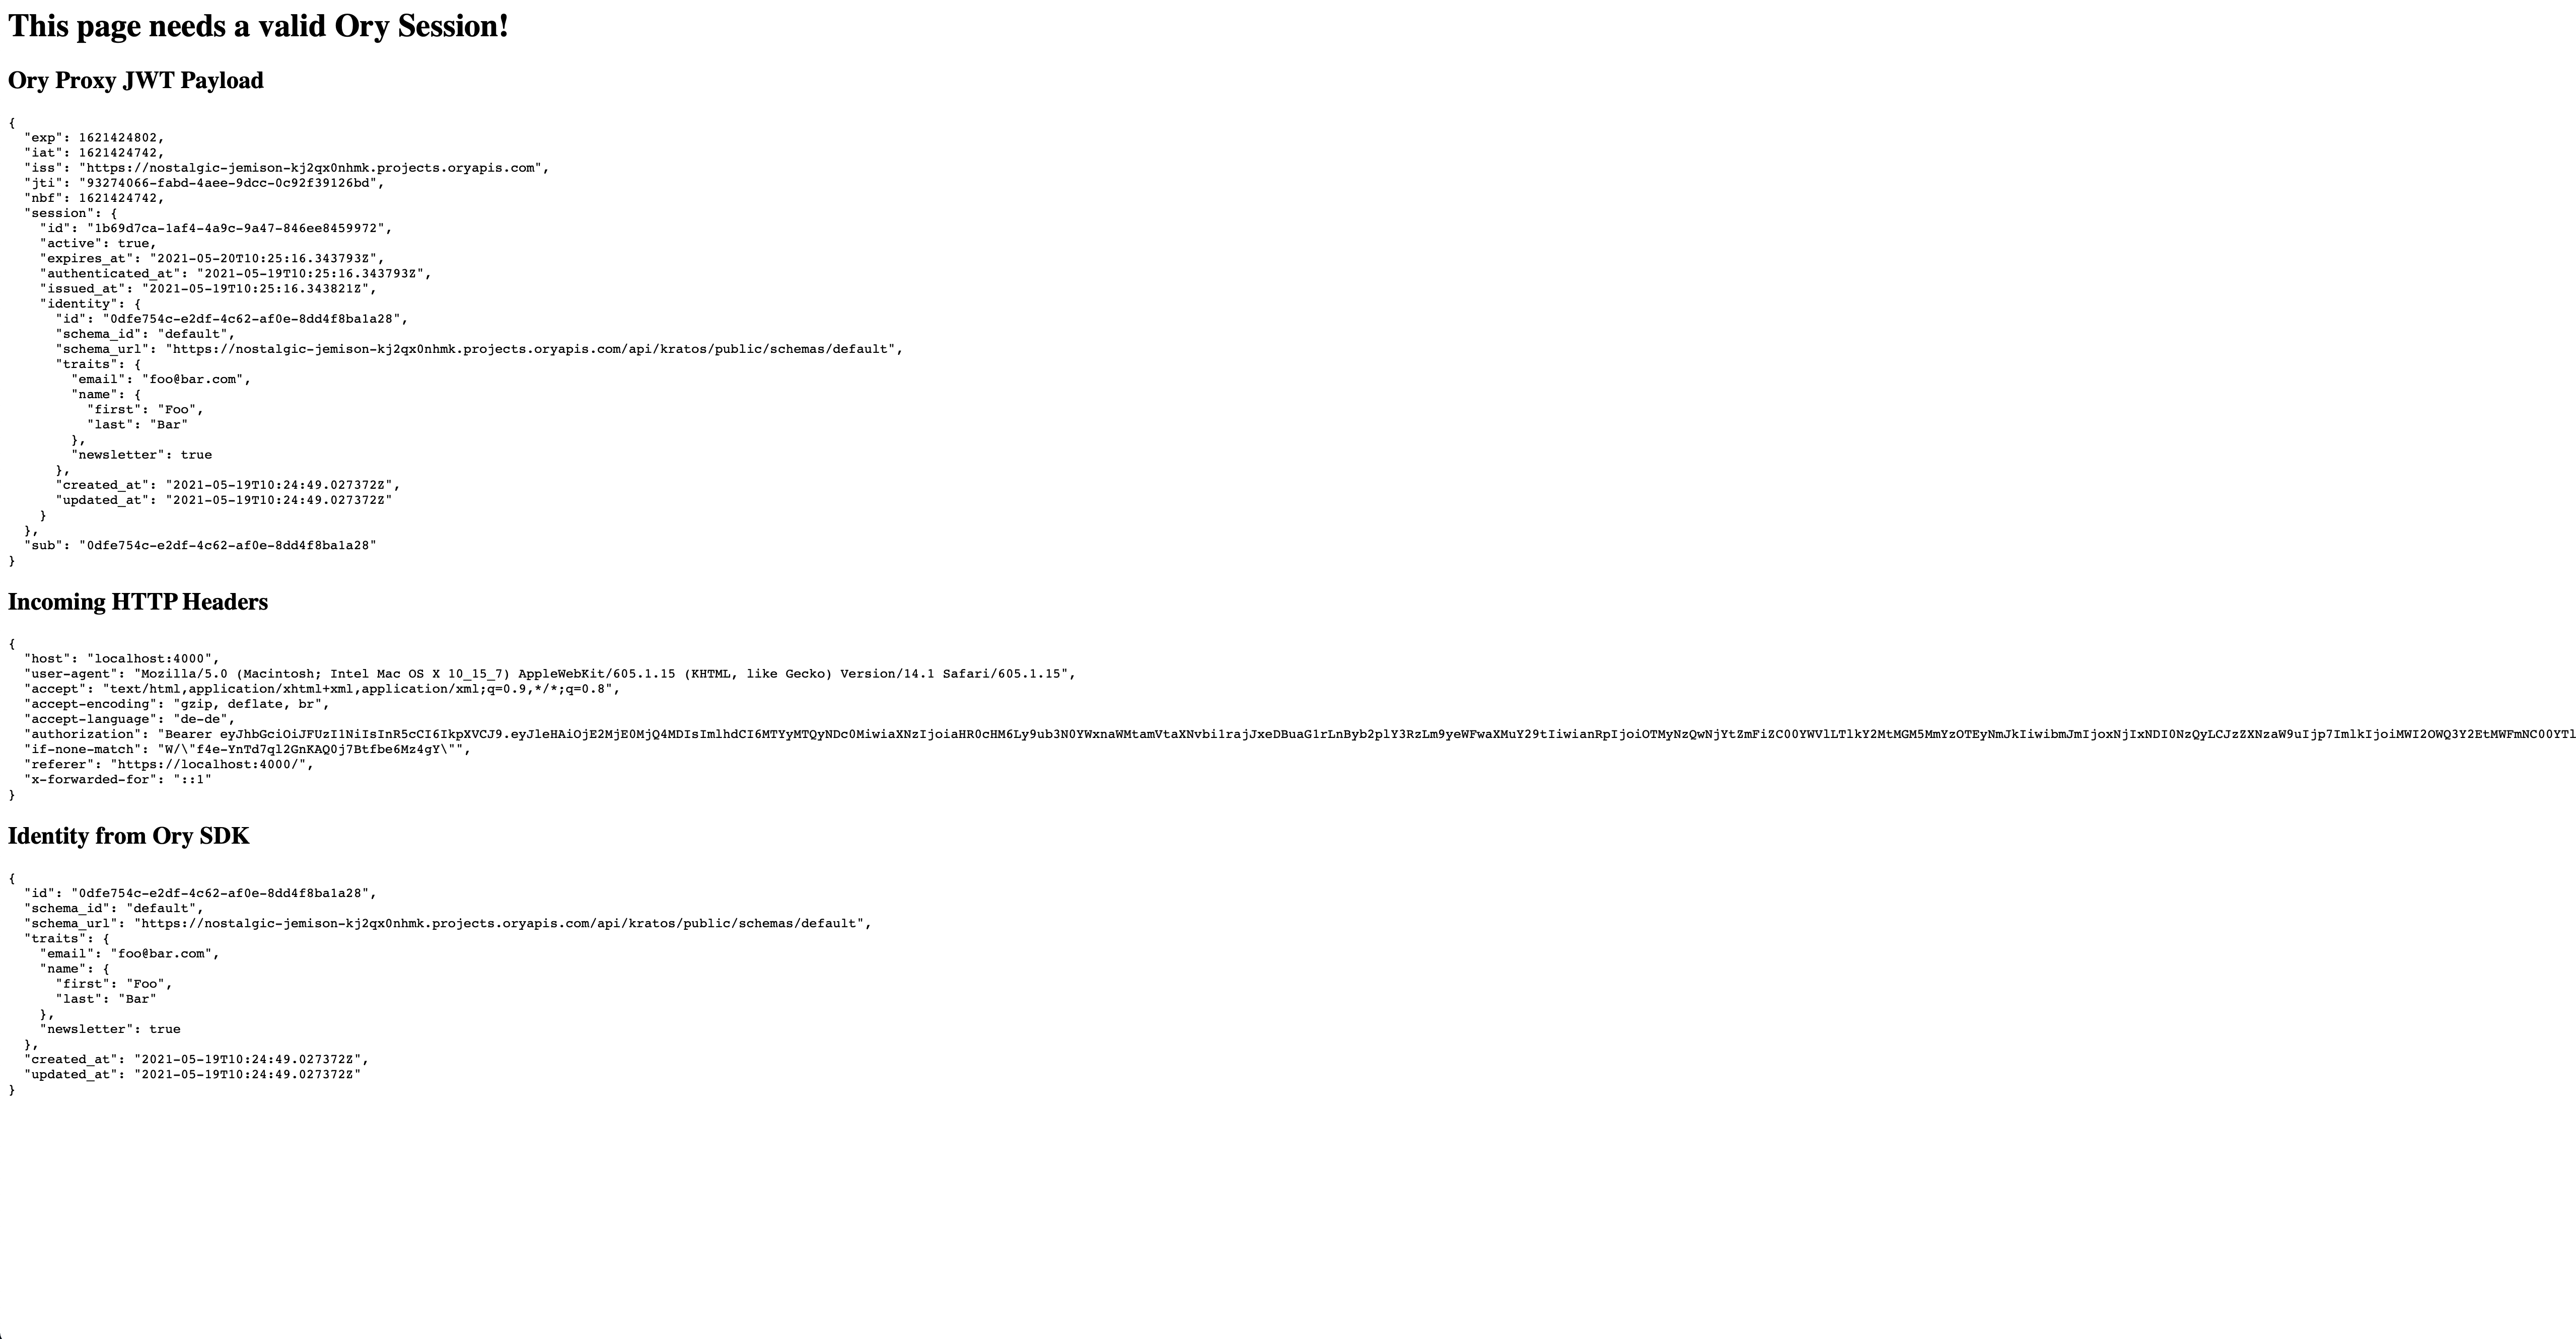 This page needs a valid Ory Session!
Ory Proxy JWT Payload
{
  "exp": 1621424802,
  "iat": 1621424742,
  "iss": "https://nostalgic-jemison-kj2qx0nhmk.projects.oryapis.com",
  "jti": "93274066-fabd-4aee-9dcc-0c92f39126bd",
  "nbf": 1621424742,
  "session": {
    "id": "1b69d7ca-1af4-4a9c-9a47-846ee8459972",
    "active": true,
    "expires_at": "2021-05-20T10:25:16.343793Z",
    "authenticated_at": "2021-05-19T10:25:16.343793Z",
    "issued_at": "2021-05-19T10:25:16.343821Z",
    "identity": {
      "id": "0dfe754c-e2df-4c62-af0e-8dd4f8ba1a28",
      "schema_id": "default",
      "schema_url": "https://nostalgic-jemison-kj2qx0nhmk.projects.oryapis.com/api/kratos/public/schemas/default",
      "traits": {
        "email": "foo@bar.com",
        "name": {
          "first": "Foo",
          "last": "Bar"
        },
        "newsletter": true
      },
      "created_at": "2021-05-19T10:24:49.027372Z",
      "updated_at": "2021-05-19T10:24:49.027372Z"
    }
  },
  "sub": "0dfe754c-e2df-4c62-af0e-8dd4f8ba1a28"
}
Incoming HTTP Headers
{
  "host": "localhost:4000",
  "user-agent": "Mozilla/5.0 (Macintosh; Intel Mac OS X 10_15_7) AppleWebKit/605.1.15 (KHTML, like Gecko) Version/14.1 Safari/605.1.15",
  "accept": "text/html,application/xhtml+xml,application/xml;q=0.9,*/*;q=0.8",
  "accept-encoding": "gzip, deflate, br",
  "accept-language": "de-de",
  "authorization": "Bearer eyJhbGciOiJFUzI1NiIsInR5cCI6IkpXVCJ9.eyJleHAiOjE2MjE0MjQ4MDIsImlhdCI6MTYyMTQyNDc0MiwiaXNzIjoiaHR0cHM6Ly9ub3N0YWxnaWMtamVtaXNvbi1rajJxeDBuaG1rLnByb2plY3RzLm9yeWFwaXMuY29tIiwianRpIjoiOTMyNzQwNjYtZmFiZC00YWVlLTlkY2MtMGM5MmYzOTEyNmJkIiwibmJmIjoxNjIxNDI0NzQyLCJzZXNzaW9uIjp7ImlkIjoiMWI2OWQ3Y2EtMWFmNC00YTl
  "if-none-match": "W/\"f4e-YnTd7ql2GnKAQ0j7Btfbe6Mz4gY\"",
  "referer": "https://localhost:4000/",
  "x-forwarded-for": "::1"
}
Identity from Ory SDK
{
  "id": "0dfe754c-e2df-4c62-af0e-8dd4f8ba1a28",
  "schema_id": "default",
  "schema_url": "https://nostalgic-jemison-kj2qx0nhmk.projects.oryapis.com/api/kratos/public/schemas/default",
  "traits": {
    "email": "foo@bar.com",
    "name": {
      "first": "Foo",
      "last": "Bar"
    },
    "newsletter": true
  },
  "created_at": "2021-05-19T10:24:49.027372Z",
  "updated_at": "2021-05-19T10:24:49.027372Z"
}